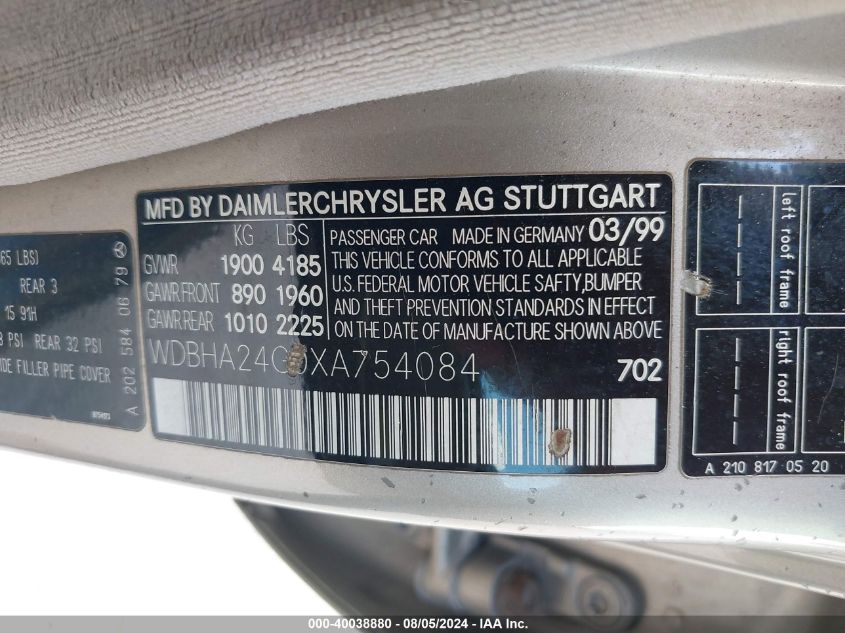 65 LBS)
REAR 3
15 91H
PSI REAR 32 PSI
DE FILLER PIPE COVER
A 202 584 06 79
MFD BY DAIMLERCHRYSLER AG STUTTGART
KG LBS
GVWR 1900 4185
GAWR FRONT 890 1960
GAWR REAR 1010 2225
PASSENGER CAR MADE IN GERMANY 03/99
THIS VEHICLE CONFORMS TO ALL APPLICABLE
U.S. FEDERAL MOTOR VEHICLE SAFTY,BUMPER
AND THEFT PREVENTION STANDARDS IN EFFECT
ON THE DATE OF MANUFACTURE SHOWN ABOVE
WDBHA24G0XA754084
702
left roof frame
right roof frame
A 210 817 05 20
000-40038880 - 08/05/2024 - IAA Inc.